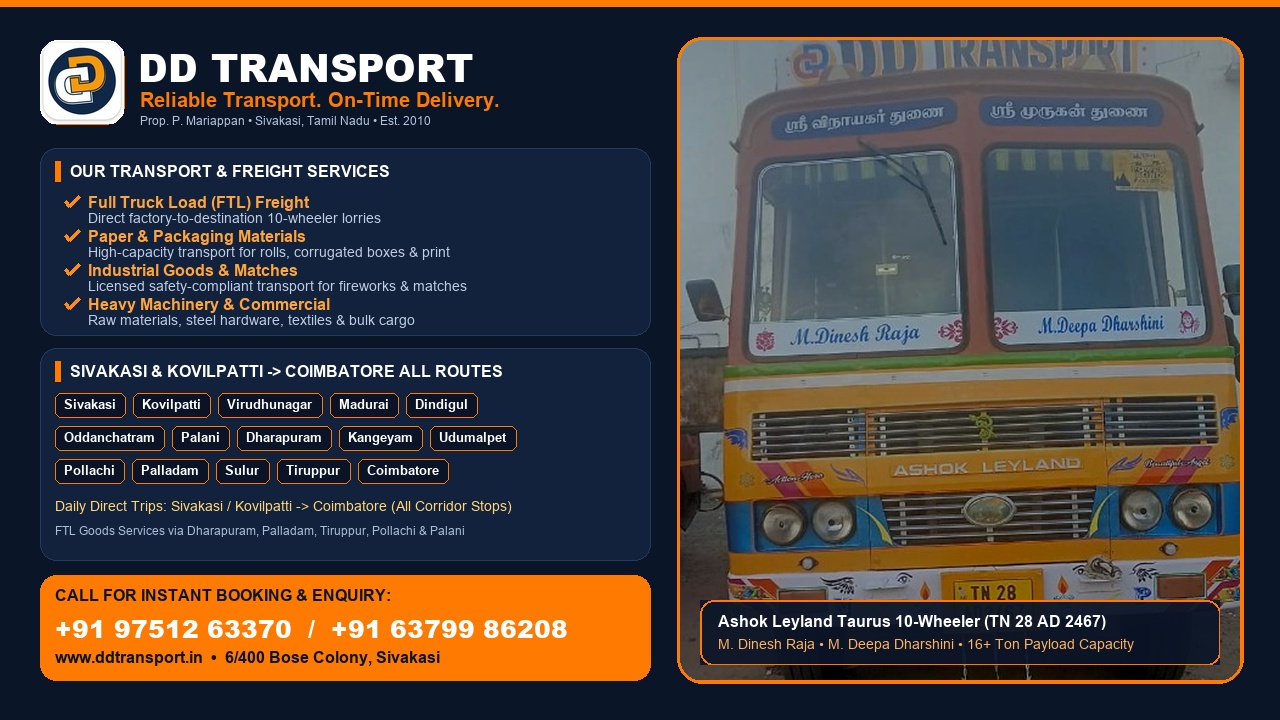 DD TRANSPORT
Reliable Transport. On-Time Delivery.
Prop. P. Mariappan • Sivakasi, Tamil Nadu • Est. 2010
OUR TRANSPORT & FREIGHT SERVICES
Full Truck Load (FTL) Freight
Direct factory-to-destination 10-wheeler lorries
Paper & Packaging Materials
High-capacity transport for rolls, corrugated boxes & print
Industrial Goods & Matches
Licensed safety-compliant transport for fireworks & matches
Heavy Machinery & Commercial
Raw materials, steel hardware, textiles & bulk cargo
SIVAKASI & KOVILPATTI -> COIMBATORE ALL ROUTES
Sivakasi Kovilpatti Virudhunagar Madurai Dindigul
Oddanchatram Palani Dharapuram Kangeyam Udumalpet
Pollachi Palladam Sulur Tiruppur Coimbatore
Daily Direct Trips: Sivakasi / Kovilpatti -> Coimbatore (All Corridor Stops)
FTL Goods Services via Dharapuram, Palladam, Tiruppur, Pollachi & Palani
CALL FOR INSTANT BOOKING & ENQUIRY:
+91 97512 63370 / +91 63799 86208
www.ddtransport.in • 6/400 Bose Colony, Sivakasi
DD TRANSPORT
ஸ்ரீ விநாயகர் துணை ஸ்ரீ முருகன் துணை
M.Dinesh Raja M.Deepa Dharshini
ASHOK LEYLAND
Action Hero
TN 28
Ashok Leyland Taurus 10-Wheeler (TN 28 AD 2467)
M. Dinesh Raja • M. Deepa Dharshini • 16+ Ton Payload Capacity